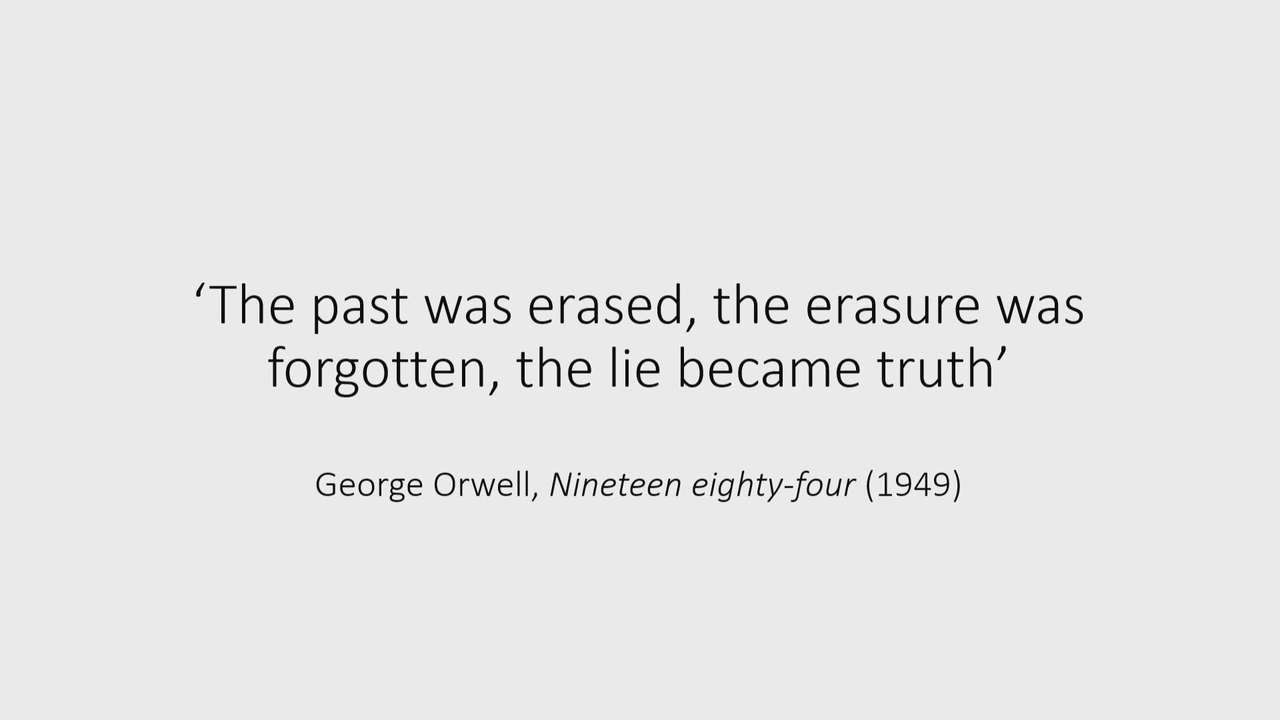 ‘The past was erased, the erasure was
forgotten, the lie became truth’
George Orwell, Nineteen eighty-four (1949)